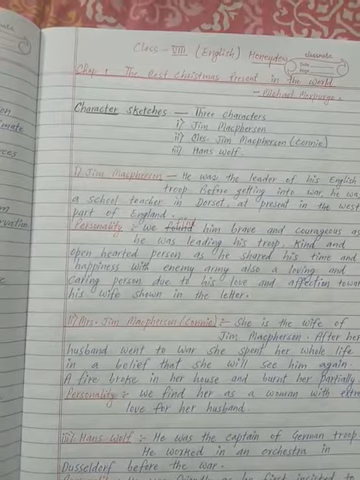 Class - VIII (English) Honeydew
classmate
Date
Page
Chap : The Best Christmas Present in the World
- Michael Morpurgo.
Character sketches — Three characters
i) Jim Macpherson
ii) Mrs. Jim Macpherson (Connie)
iii) Hans Wolf.
i) Jim Macpherson — He was the leader of his English
troop. Before getting into war, he was
a school teacher in Dorset, at present in the west
part of England.
Personality :- We found him brave and courageous as
he was leading his troop, kind and
open hearted person as he shared his time and
happiness with enemy army also a loving and
caring person due to his love and affection towar
his wife shown in the letter.
ii) Mrs. Jim Macpherson (Connie) :- She is the wife of
Jim Macpherson. After her
husband went to war she spent her whole life
in a belief that she will see him again.
A fire broke in her house and burnt her partially.
Personality :- We find her as a woman with extre
love for her husband.
iii) Hans Wolf :- He was the captain of German troop.
He worked in an orchestra in
Dusseldorf before the war.